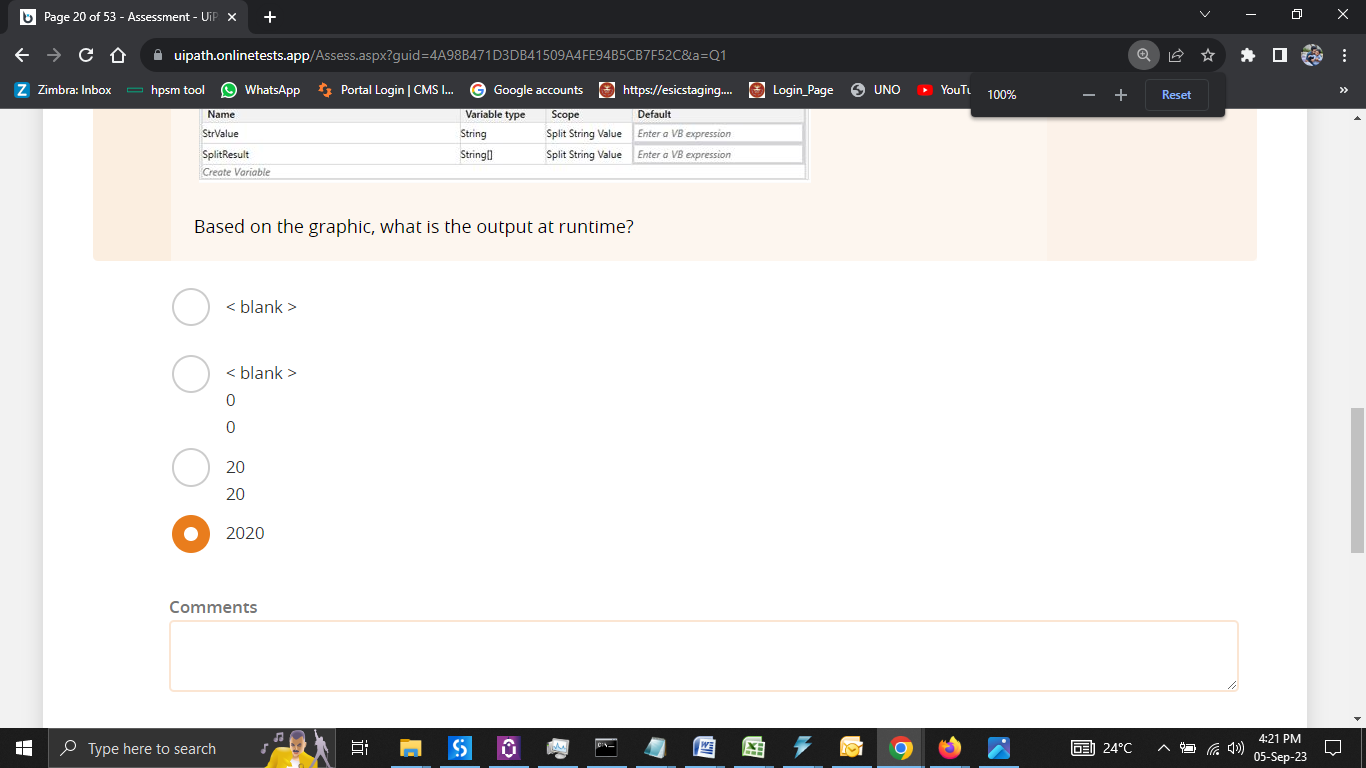 Page 20 of 53 - Assessment - UiP
uipath.onlinetests.app/Assess.aspx?guid=4A98B471D3DB41509A4FE94B5CB7F52C&a=Q1
Zimbra: Inbox
hpsm tool
WhatsApp
Portal Login | CMS I...
Google accounts
https://esicstaging....
Login_Page
UNO
YouTu
»
100%
Reset
Name Variable type Scope Default
StrValue String Split String Value Enter a VB expression
SplitResult String[] Split String Value Enter a VB expression
Create Variable
Based on the graphic, what is the output at runtime?
< blank >
< blank >
0
0
20
20
2020
Comments
Type here to search
24°C
4:21 PM
05-Sep-23